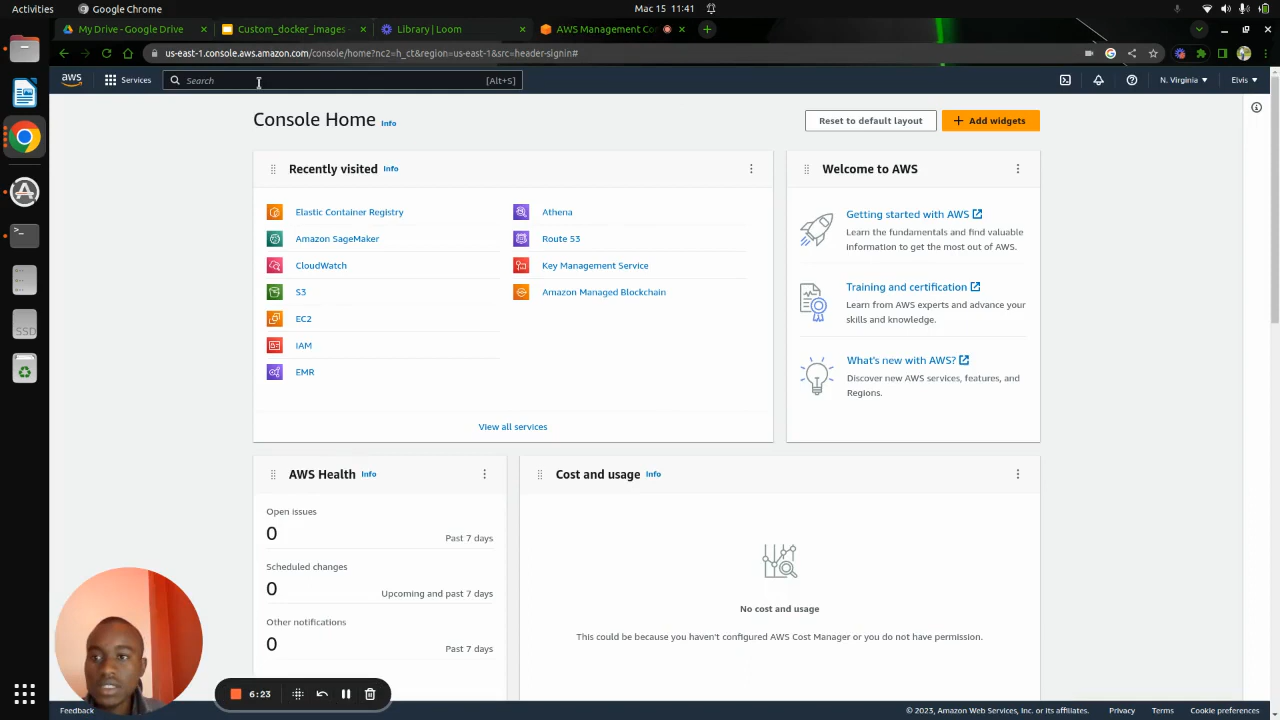 Activities
Google Chrome
Mac 15 11:41
My Drive - Google Drive
Custom_docker_images -
Library | Loom
AWS Management Co
us-east-1.console.aws.amazon.com/console/home?nc2=h_ct&region=us-east-1&src=header-signin#
aws
Services
Search
[Alt+S]
N. Virginia
Elvis
Console Home Info
Reset to default layout
Add widgets
Recently visited Info
Elastic Container Registry
Amazon SageMaker
CloudWatch
S3
EC2
IAM
EMR
Athena
Route 53
Key Management Service
Amazon Managed Blockchain
View all services
Welcome to AWS
Getting started with AWS
Learn the fundamentals and find valuable
information to get the most out of AWS.
Training and certification
Learn from AWS experts and advance your
skills and knowledge.
What's new with AWS?
Discover new AWS services, features, and
Regions.
AWS Health Info
Open issues
0
Past 7 days
Scheduled changes
0
Upcoming and past 7 days
Other notifications
0
Past 7 days
Cost and usage Info
No cost and usage
This could be because you haven't configured AWS Cost Manager or you do not have permission.
SSD
6:23
Feedback
© 2023, Amazon Web Services, Inc. or its affiliates.
Privacy
Terms
Cookie preferences